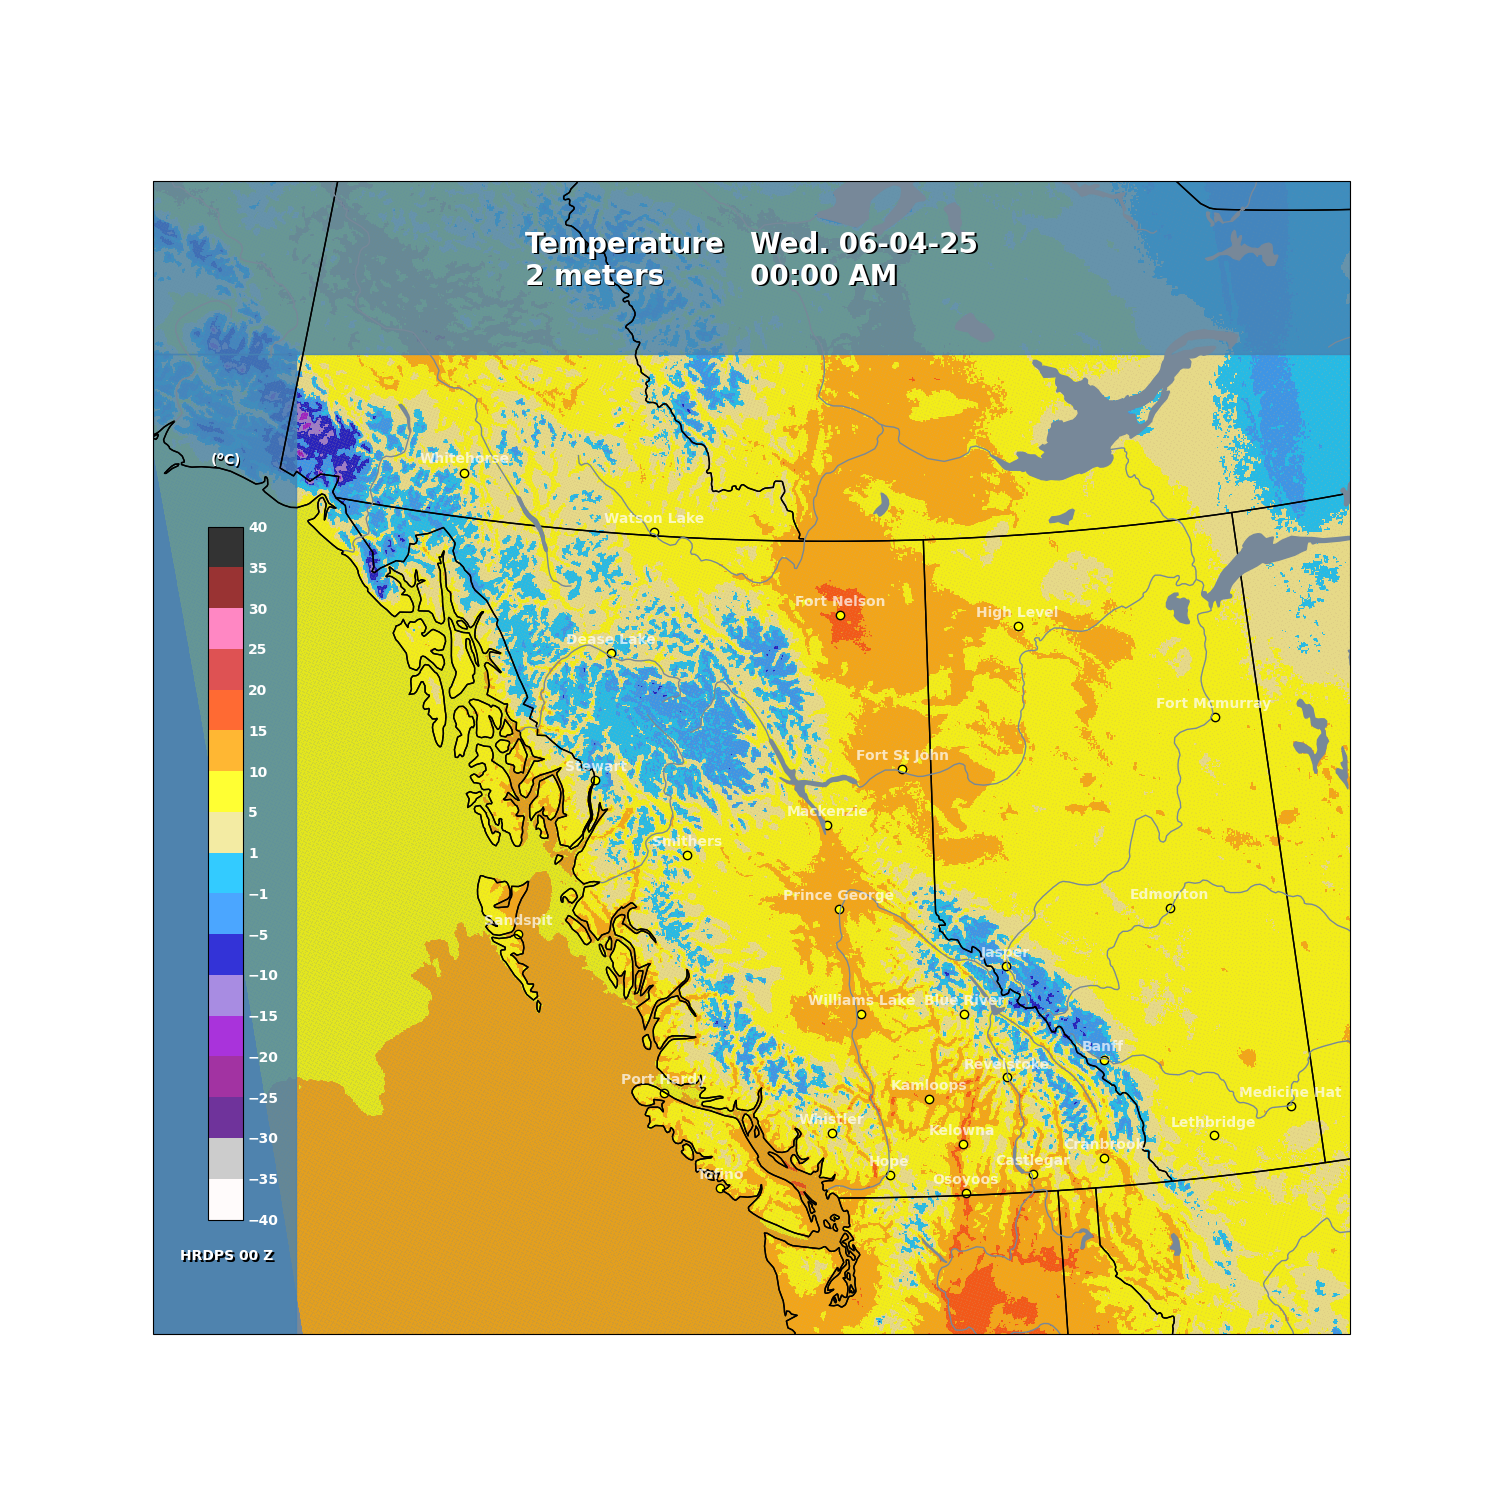 Temperature Wed. 06-04-25
2 meters 00:00 AM
(°C)
Whitehorse
Watson Lake
40
35
30
25
20
15
10
5
1
−1
−5
−10
−15
−20
−25
−30
−35
−40
Fort Nelson
High Level
Dease Lake
Fort Mcmurray
Fort St John
Stewart
Mackenzie
Smithers
Prince George
Edmonton
Sandspit
Jasper
Williams Lake
Blue River
Banff
Revelstoke
Port Hardy
Kamloops
Medicine Hat
Whistler
Lethbridge
Kelowna
Cranbrook
Hope
Castlegar
Tofino
Osoyoos
HRDPS 00 Z